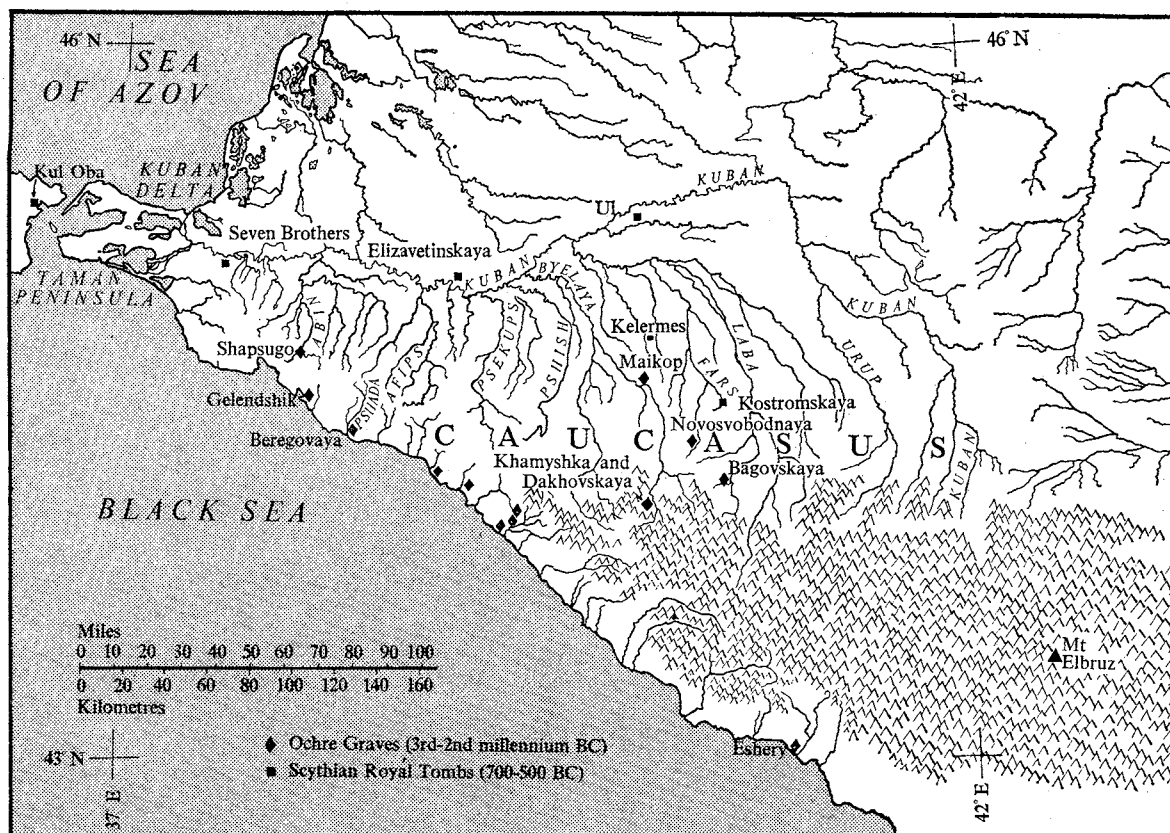 46° N
46° N
SEA
OF AZOV
42° E
Kul Oba
KUBAN
DELTA
KUBAN
Ul
Seven Brothers
Elizavetinskaya
TAMAN
PENINSULA
KUBAN
BYELAYA
KUBAN
ABIN
PSEKUPS
PSHISH
Kelermes
LABA
URUP
Shapsugo
Maikop
FARS
AFIPS
PSHADA
Gelendshik
Kostromskaya
Novosvobodnaya
Beregovaya
CAUCASUS
KUBAN
Khamyshka and
Dakhovskaya
Bagovskaya
BLACK SEA
Miles
0 10 20 30 40 50 60 70 80 90 100
0 20 40 60 80 100 120 140 160
Kilometres
Mt
Elbruz
Ochre Graves (3rd-2nd millennium BC)
Eshery
43° N
Scythian Royal Tombs (700-500 BC)
37° E
42° E